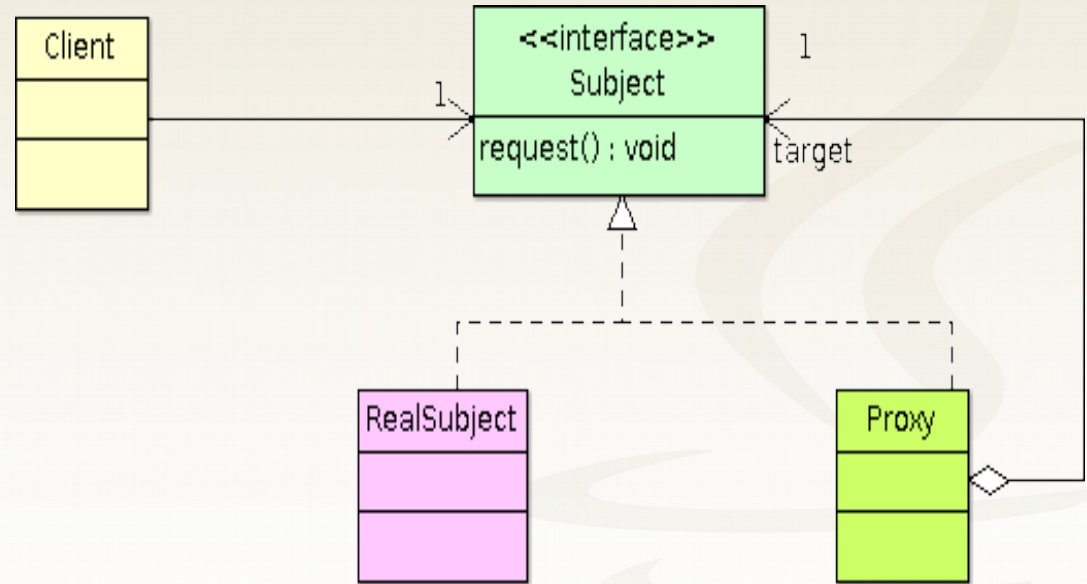 Client
<<interface>>
Subject
request() : void
1
1
target
RealSubject
Proxy